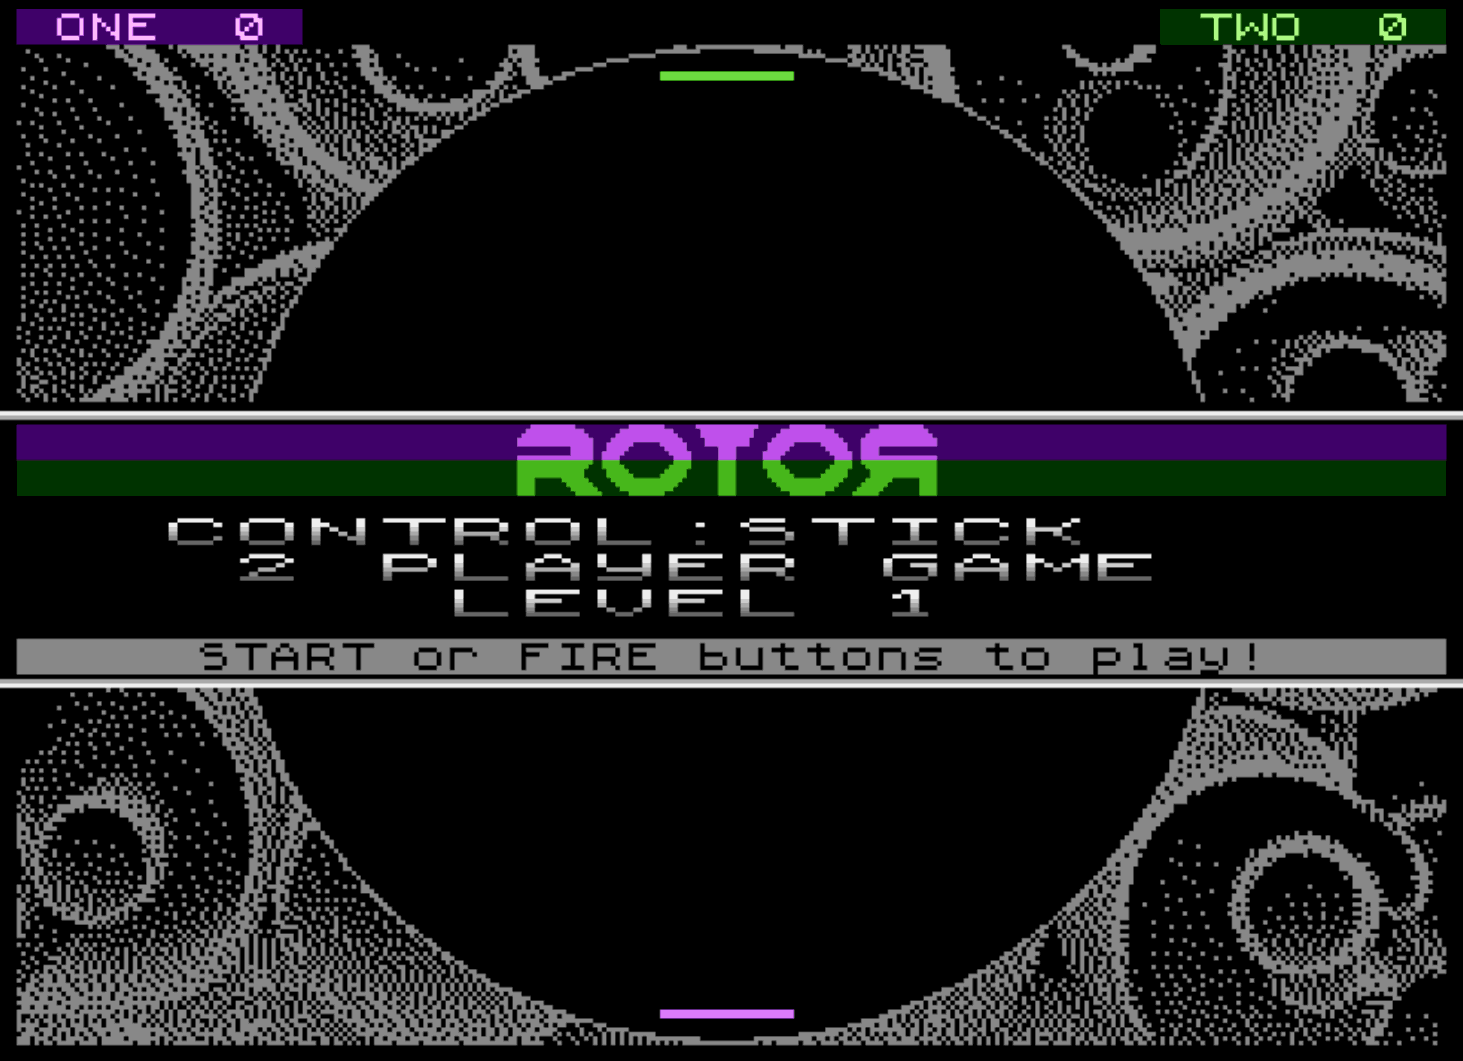 ONE 0 TWO 0
ROTOR
CONTROL:STICK
2 PLAYER GAME
LEVEL 1
START or FIRE buttons to play!